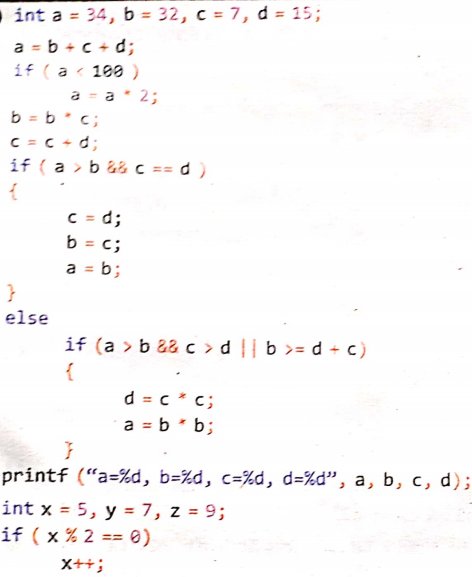 int a = 34, b = 32, c = 7, d = 15;
a = b + c + d;
if ( a < 100 )
a = a * 2;
b = b * c;
c = c + d;
if ( a > b && c == d )
{
c = d;
b = c;
a = b;
}
else
if (a > b && c > d || b >= d + c)
{
d = c * c;
a = b * b;
}
printf (“a=%d, b=%d, c=%d, d=%d”, a, b, c, d);
int x = 5, y = 7, z = 9;
if ( x % 2 == 0)
x++;